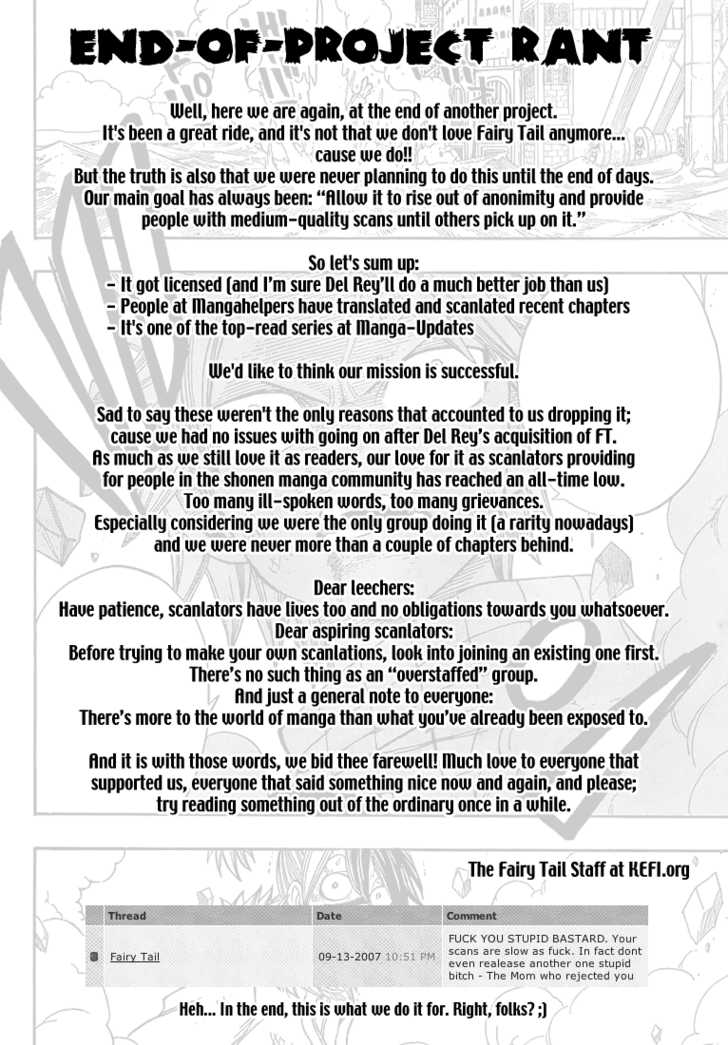 END-OF-PROJECT RANT
Well, here we are again, at the end of another project.
It's been a great ride, and it's not that we don't love Fairy Tail anymore...
cause we do!!
But the truth is also that we were never planning to do this until the end of days.
Our main goal has always been: “Allow it to rise out of anonimity and provide
people with medium-quality scans until others pick up on it.”
So let's sum up:
- It got licensed (and I'm sure Del Rey'll do a much better job than us)
- People at Mangahelpers have translated and scanlated recent chapters
- It's one of the top-read series at Manga-Updates
We'd like to think our mission is successful.
Sad to say these weren't the only reasons that accounted to us dropping it;
cause we had no issues with going on after Del Rey's acquisition of FT.
As much as we still love it as readers, our love for it as scanlators providing
for people in the shonen manga community has reached an all-time low.
Too many ill-spoken words, too many grievances.
Especially considering we were the only group doing it (a rarity nowadays)
and we were never more than a couple of chapters behind.
Dear leechers:
Have patience, scanlators have lives too and no obligations towards you whatsoever.
Dear aspiring scanlators:
Before trying to make your own scanlations, look into joining an existing one first.
There's no such thing as an “overstaffed” group.
And just a general note to everyone:
There's more to the world of manga than what you've already been exposed to.
And it is with those words, we bid thee farewell! Much love to everyone that
supported us, everyone that said something nice now and again, and please;
try reading something out of the ordinary once in a while.
The Fairy Tail Staff at KEFI.org
Thread Date Comment
Fairy Tail 09-13-2007 10:51 PM
FUCK YOU STUPID BASTARD. Your
scans are slow as fuck. In fact dont
even realease another one stupid
bitch - The Mom who rejected you
Heh... In the end, this is what we do it for. Right, folks? ;)